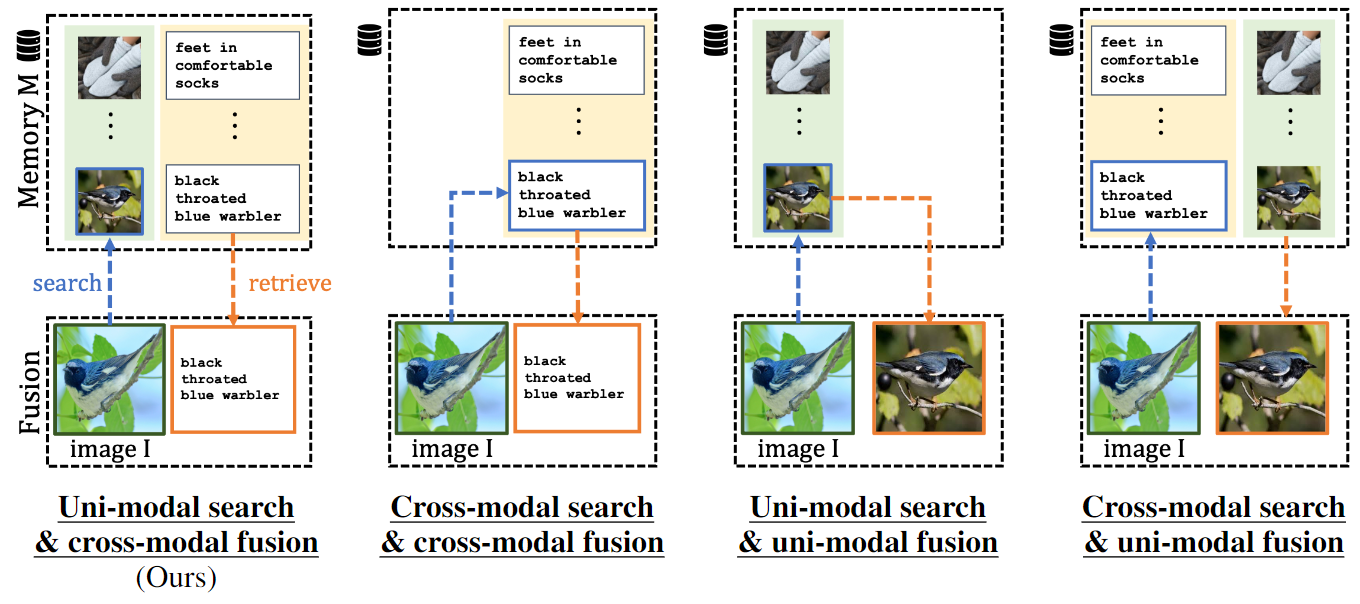 Memory M
feet in
comfortable
socks
black
throated
blue warbler
search
retrieve
Fusion
black
throated
blue warbler
image I
Uni-modal search
& cross-modal fusion
(Ours)
feet in
comfortable
socks
black
throated
blue warbler
black
throated
blue warbler
image I
Cross-modal search
& cross-modal fusion
image I
Uni-modal search
& uni-modal fusion
feet in
comfortable
socks
black
throated
blue warbler
image I
Cross-modal search
& uni-modal fusion